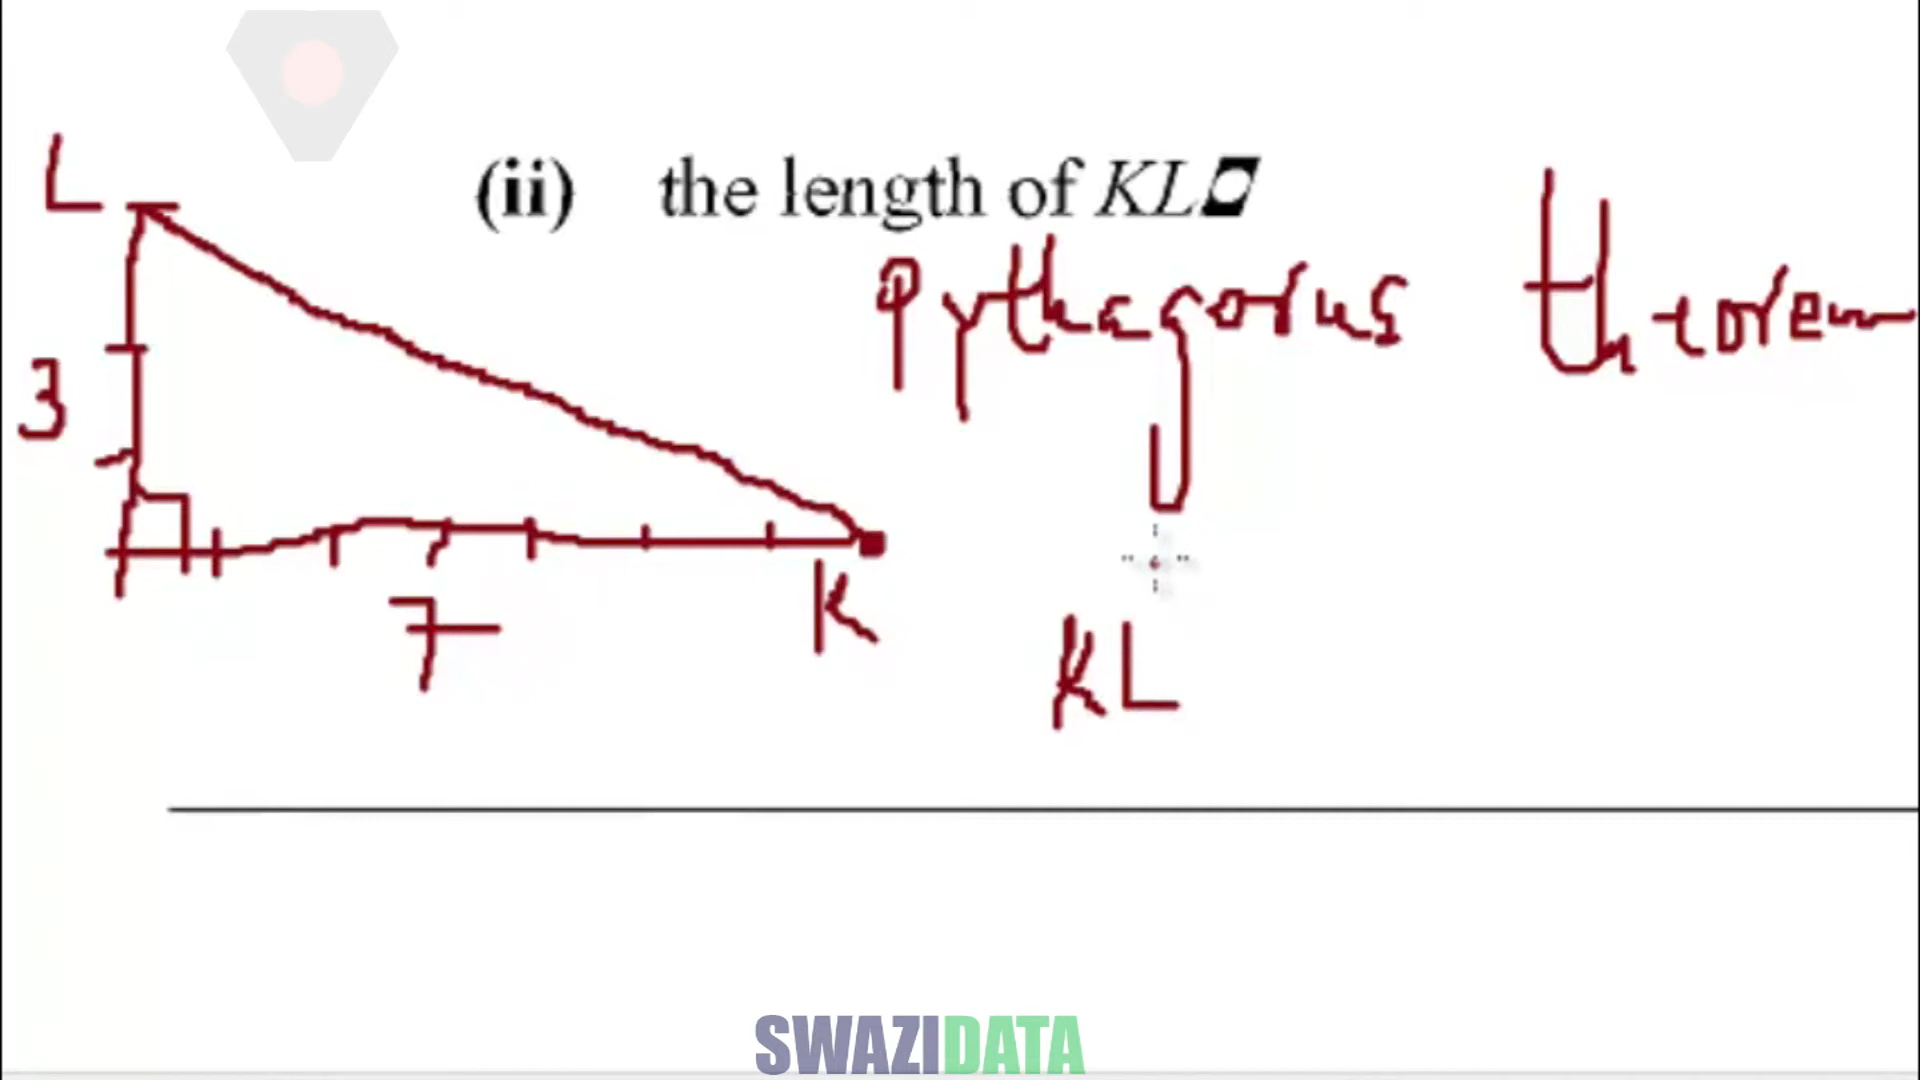 L
(ii) the length of KL
Pythagorus theorem
3
7
K
KL
SWAZIDATA